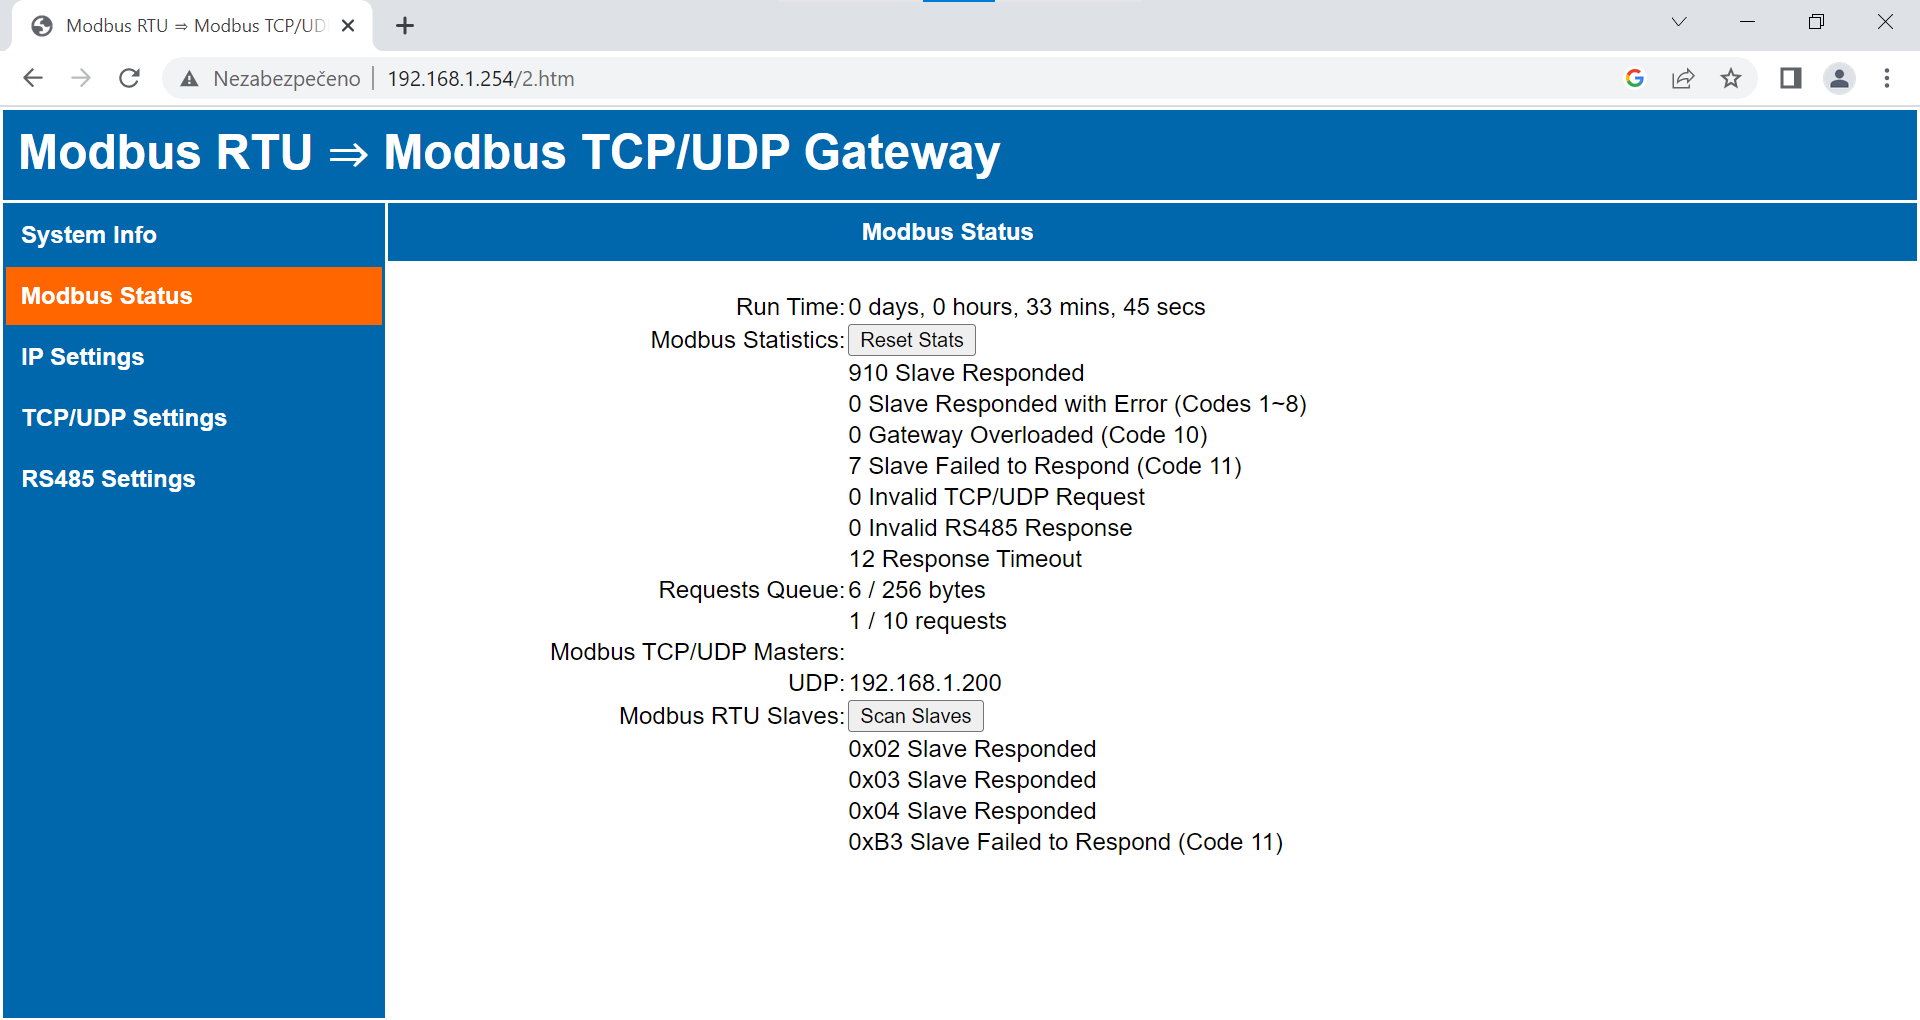 Modbus RTU ⇒ Modbus TCP/UD
Nezabezpečeno | 192.168.1.254/2.htm
Modbus RTU ⇒ Modbus TCP/UDP Gateway
System Info
Modbus Status
IP Settings
TCP/UDP Settings
RS485 Settings
Modbus Status
Run Time: 0 days, 0 hours, 33 mins, 45 secs
Modbus Statistics: Reset Stats
910 Slave Responded
0 Slave Responded with Error (Codes 1~8)
0 Gateway Overloaded (Code 10)
7 Slave Failed to Respond (Code 11)
0 Invalid TCP/UDP Request
0 Invalid RS485 Response
12 Response Timeout
Requests Queue: 6 / 256 bytes
1 / 10 requests
Modbus TCP/UDP Masters:
UDP: 192.168.1.200
Modbus RTU Slaves: Scan Slaves
0x02 Slave Responded
0x03 Slave Responded
0x04 Slave Responded
0xB3 Slave Failed to Respond (Code 11)